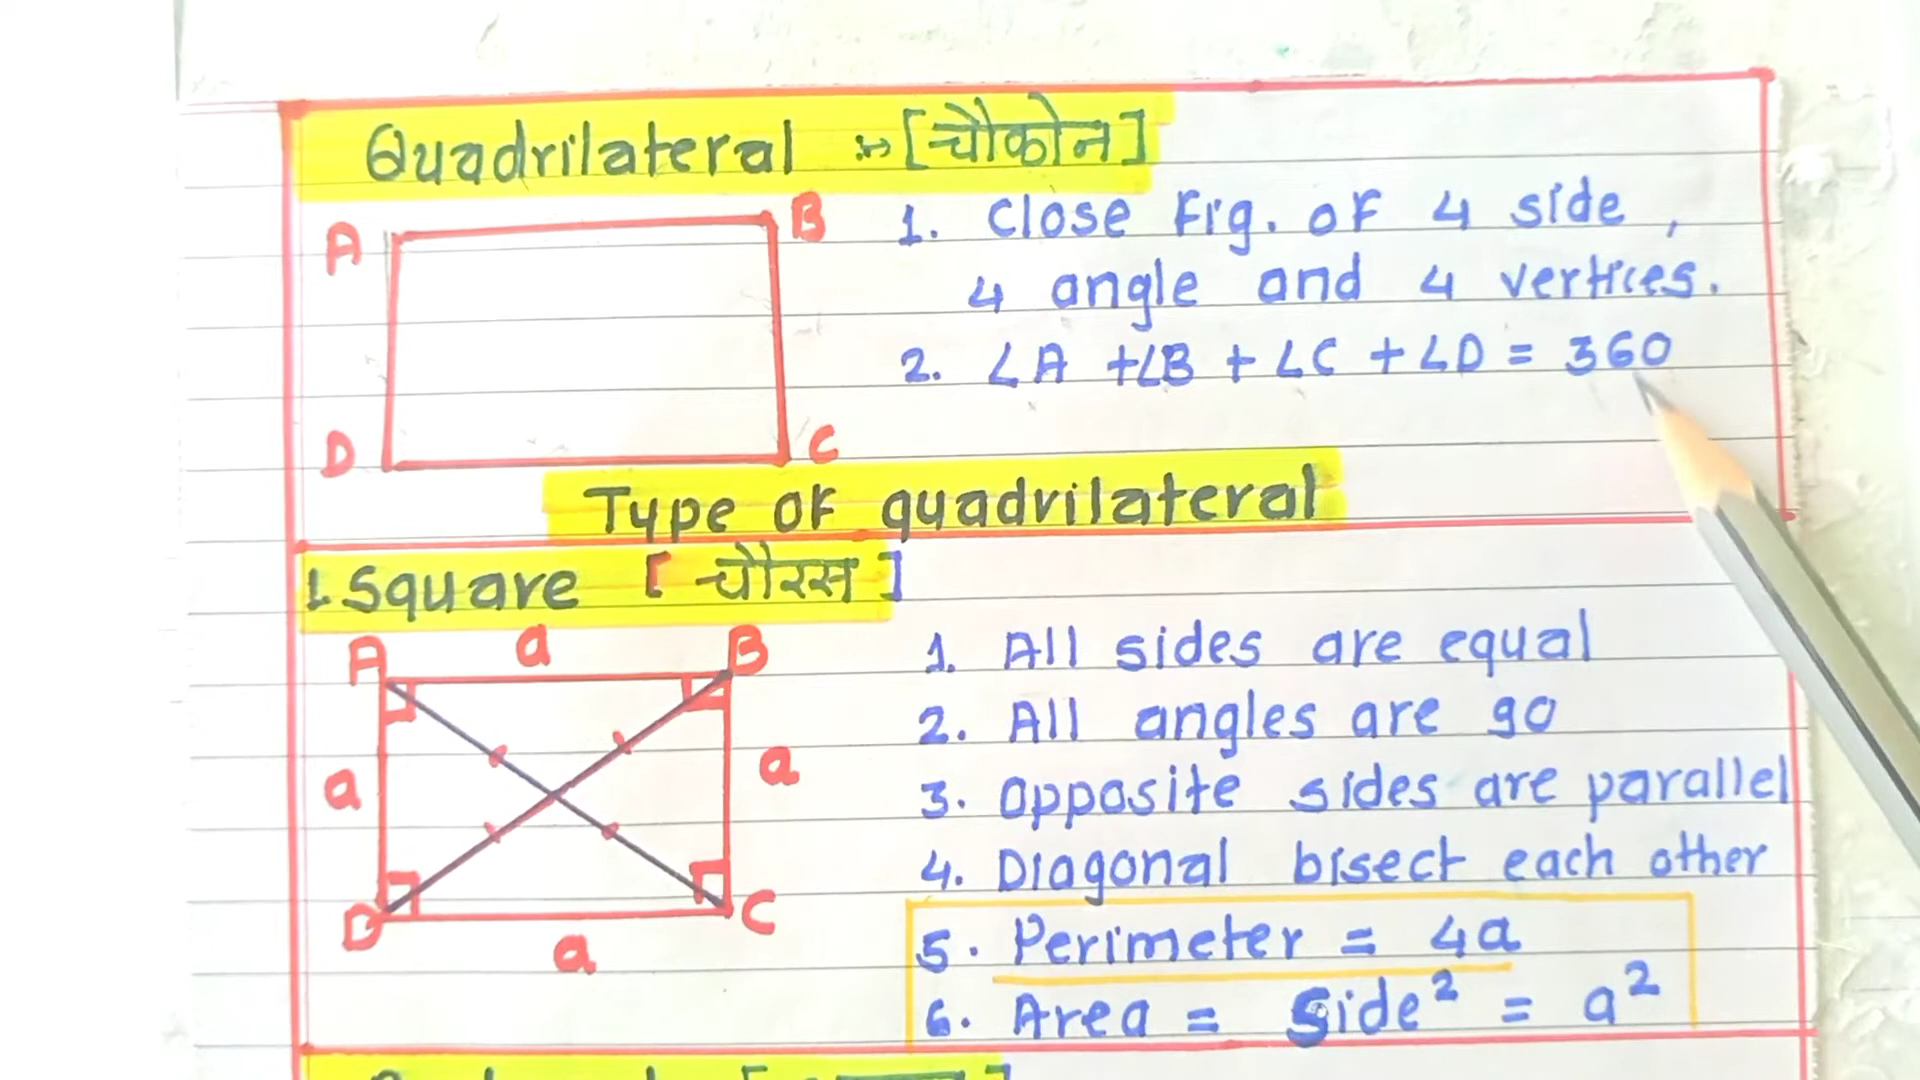 Quadrilateral :→ [चौकोन]
A
B
D
C
1. Close Fig. of 4 side ,
4 angle and 4 vertices.
2. ∠A +∠B + ∠C + ∠D = 360
Type of quadrilateral
1. Square [ चौरस ]
A a B
a
a
D
C
a
1. All sides are equal
2. All angles are 90
3. Opposite sides are parallel
4. Diagonal bisect each other
5. Perimeter = 4a
6. Area = Side² = a²